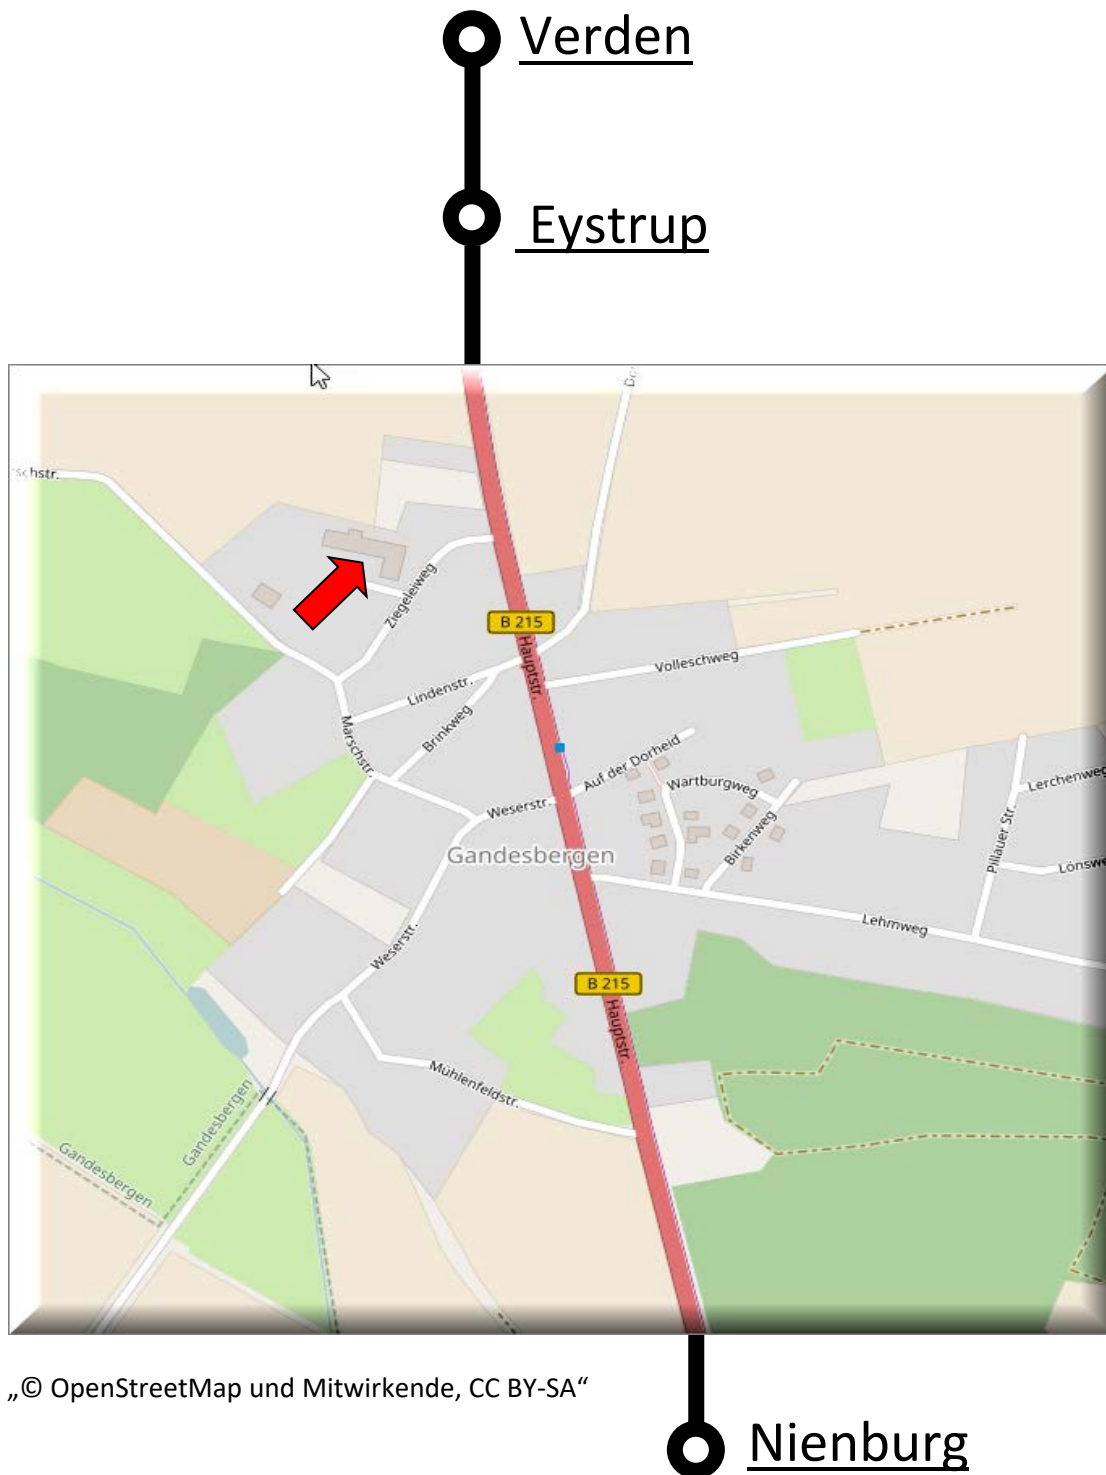 Verden
Eystrup
schstr.
Ziegeleiweg
B 215
Hauptstr.
Volleschweg
Lindenstr.
Brinkweg
Marschstr.
Auf der Dorheid
Wartburgweg
Lerchenweg
Weserstr.
Birkenweg
Pillauer Str.
Gandesbergen
Lehmweg
Weserstr.
B 215
Hauptstr.
Mühlenfeldstr.
Gandesbergen
Gandesbergen
„© OpenStreetMap und Mitwirkende, CC BY-SA“
Nienburg